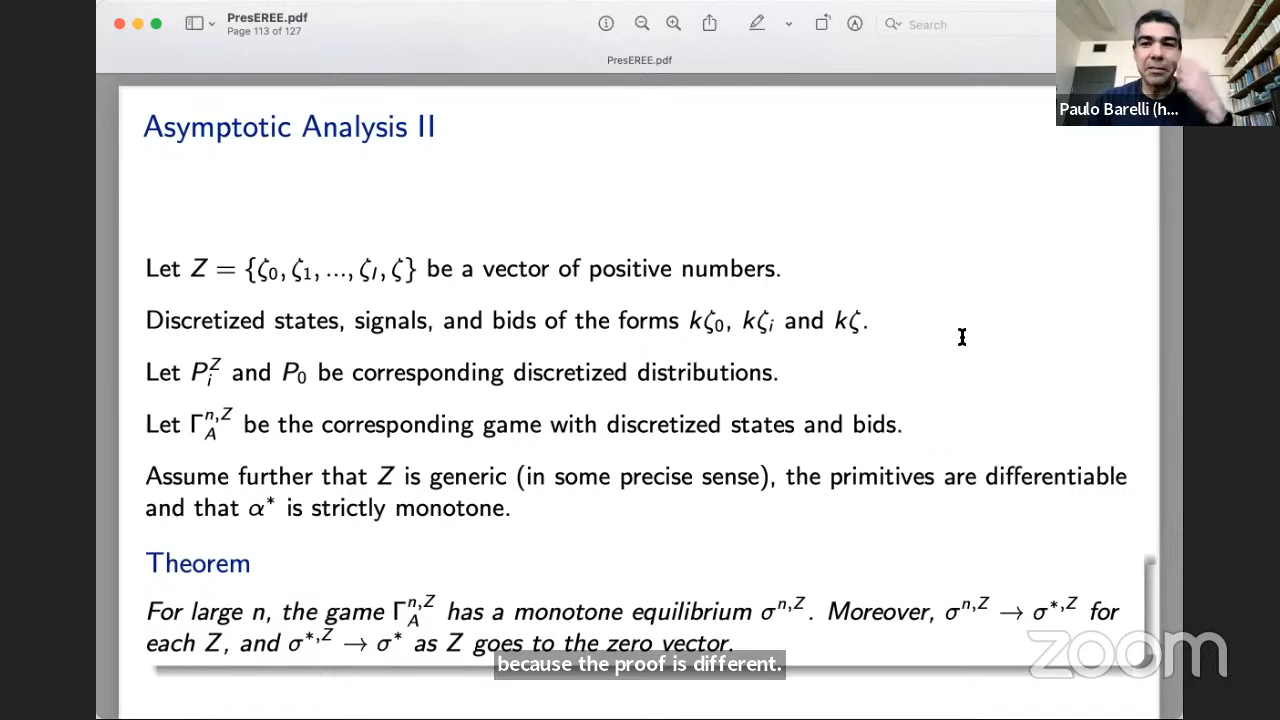 PresEREE.pdf
Page 113 of 127
Search
PresEREE.pdf
Paulo Barelli (h...
Asymptotic Analysis II
Let Z = {ζ₀, ζ₁, ..., ζ_I, ζ} be a vector of positive numbers.
Discretized states, signals, and bids of the forms kζ₀, kζᵢ and kζ.
Let P_i^Z and P₀ be corresponding discretized distributions.
Let Γ_A^{n,Z} be the corresponding game with discretized states and bids.
Assume further that Z is generic (in some precise sense), the primitives are differentiable
and that α* is strictly monotone.
Theorem
For large n, the game Γ_A^{n,Z} has a monotone equilibrium σ^{n,Z}. Moreover, σ^{n,Z} → σ^{*,Z} for
each Z, and σ^{*,Z} → σ* as Z goes to the zero vector.
because the proof is different.
zoom